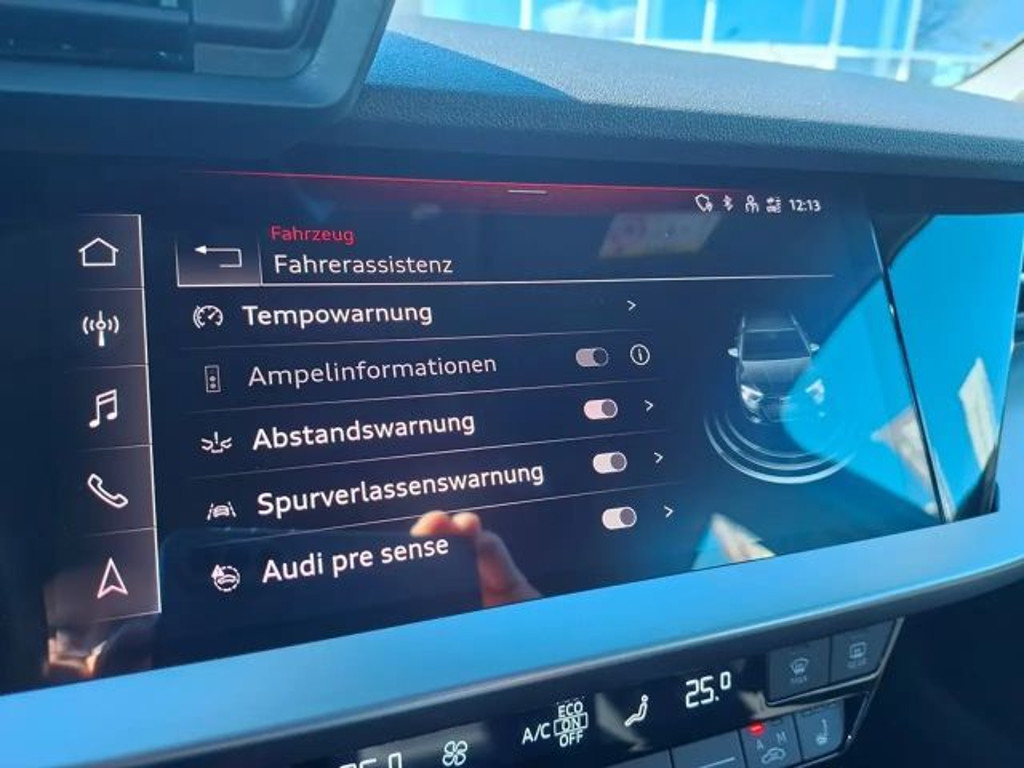 12:13
Fahrzeug
Fahrerassistenz
Tempowarnung
Ampelinformationen
Abstandswarnung
Spurverlassenswarnung
Audi pre sense
25.0
ECO
A/C ON
OFF
MAX
A M